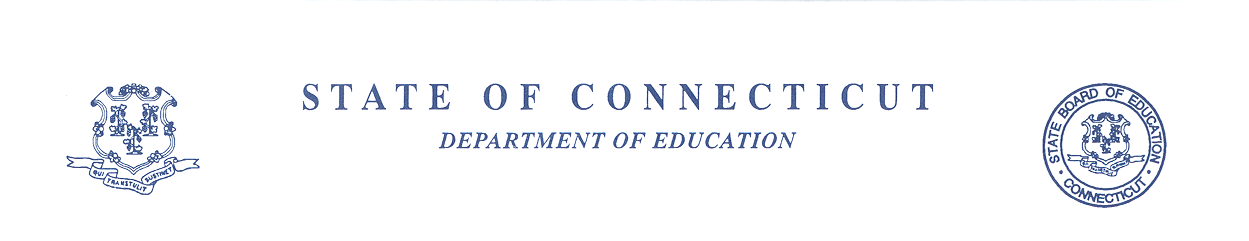 STATE OF CONNECTICUT
DEPARTMENT OF EDUCATION
QUI TRANSTULIT SUSTINET
STATE BOARD OF EDUCATION
• CONNECTICUT •